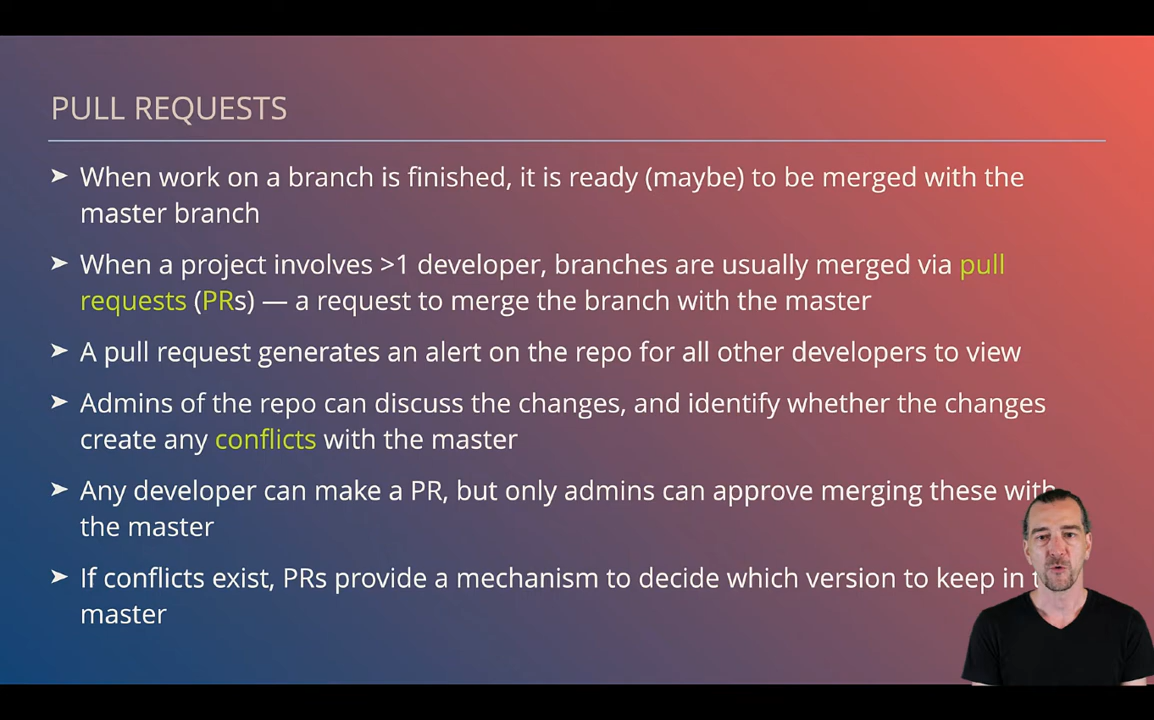 PULL REQUESTS
➤ When work on a branch is finished, it is ready (maybe) to be merged with the
master branch
➤ When a project involves >1 developer, branches are usually merged via pull
requests (PRs) — a request to merge the branch with the master
➤ A pull request generates an alert on the repo for all other developers to view
➤ Admins of the repo can discuss the changes, and identify whether the changes
create any conflicts with the master
➤ Any developer can make a PR, but only admins can approve merging these with
the master
➤ If conflicts exist, PRs provide a mechanism to decide which version to keep in
master